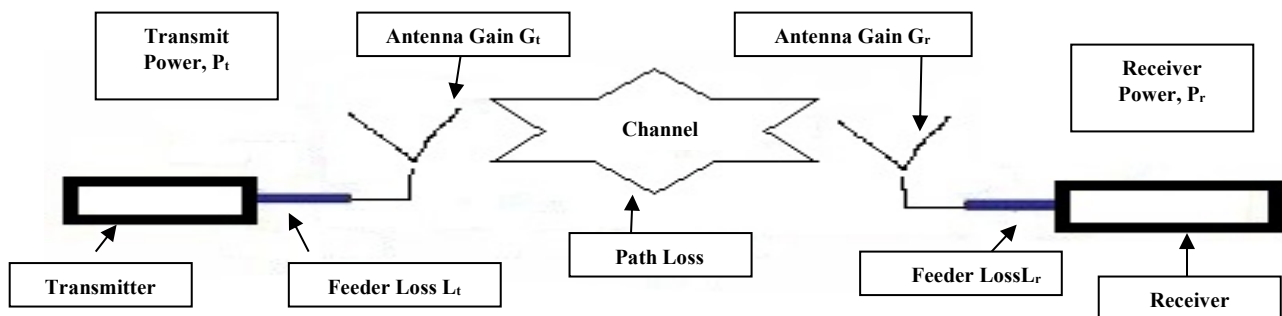 Transmit
Power, Pt
Antenna Gain Gt
Antenna Gain Gr
Receiver
Power, Pr
Channel
Transmitter
Feeder Loss Lt
Path Loss
Feeder LossLr
Receiver